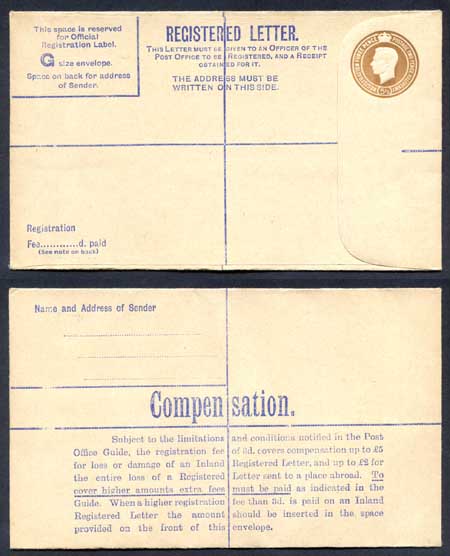 This space is reserved
for Official
Registration Label.
G size envelope.
Space on back for address
of Sender.
REGISTERED LETTER.
THIS LETTER MUST BE GIVEN TO AN OFFICER OF THE
POST OFFICE TO BE REGISTERED, AND A RECEIPT
OBTAINED FOR IT.
THE ADDRESS MUST BE
WRITTEN ON THIS SIDE.
Registration
Fee............d. paid
(See note on back)
Name and Address of Sender
Compensation.
Subject to the limitations and conditions notified in the Post
Office Guide, the registration fee of 3d. covers compensation up to £5
for loss or damage of an Inland Registered Letter, and up to £2 for
the entire loss of a Registered Letter sent to a place abroad. To
cover higher amounts extra fees must be paid as indicated in the
Guide. When a higher registration fee than 3d. is paid on an Inland
Registered Letter the amount should be inserted in the space
provided on the front of this envelope.